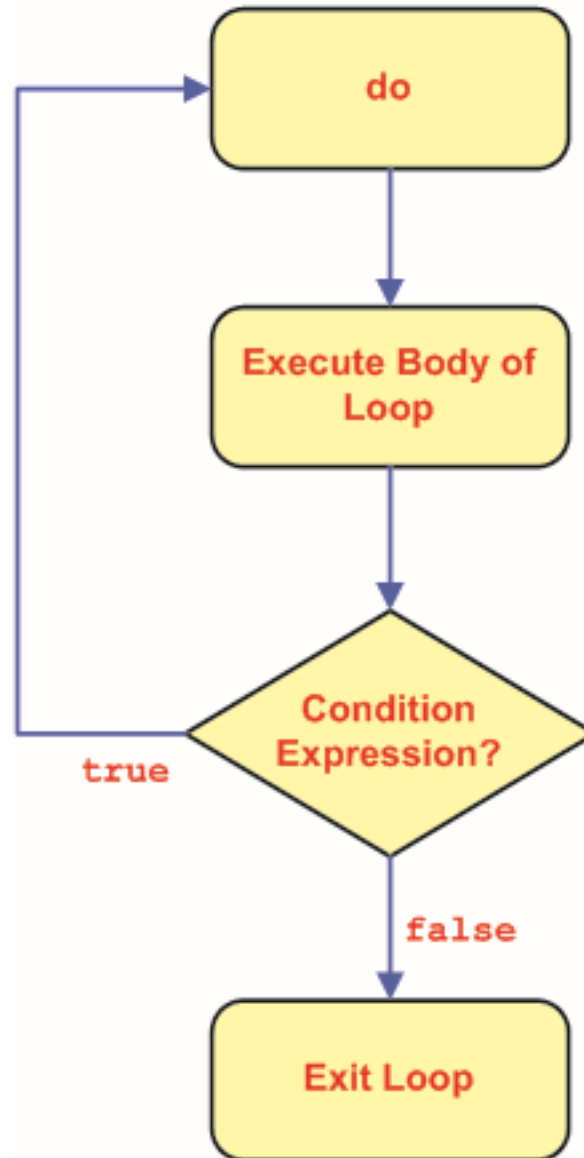 do
Execute Body of
Loop
Condition
Expression?
true
false
Exit Loop